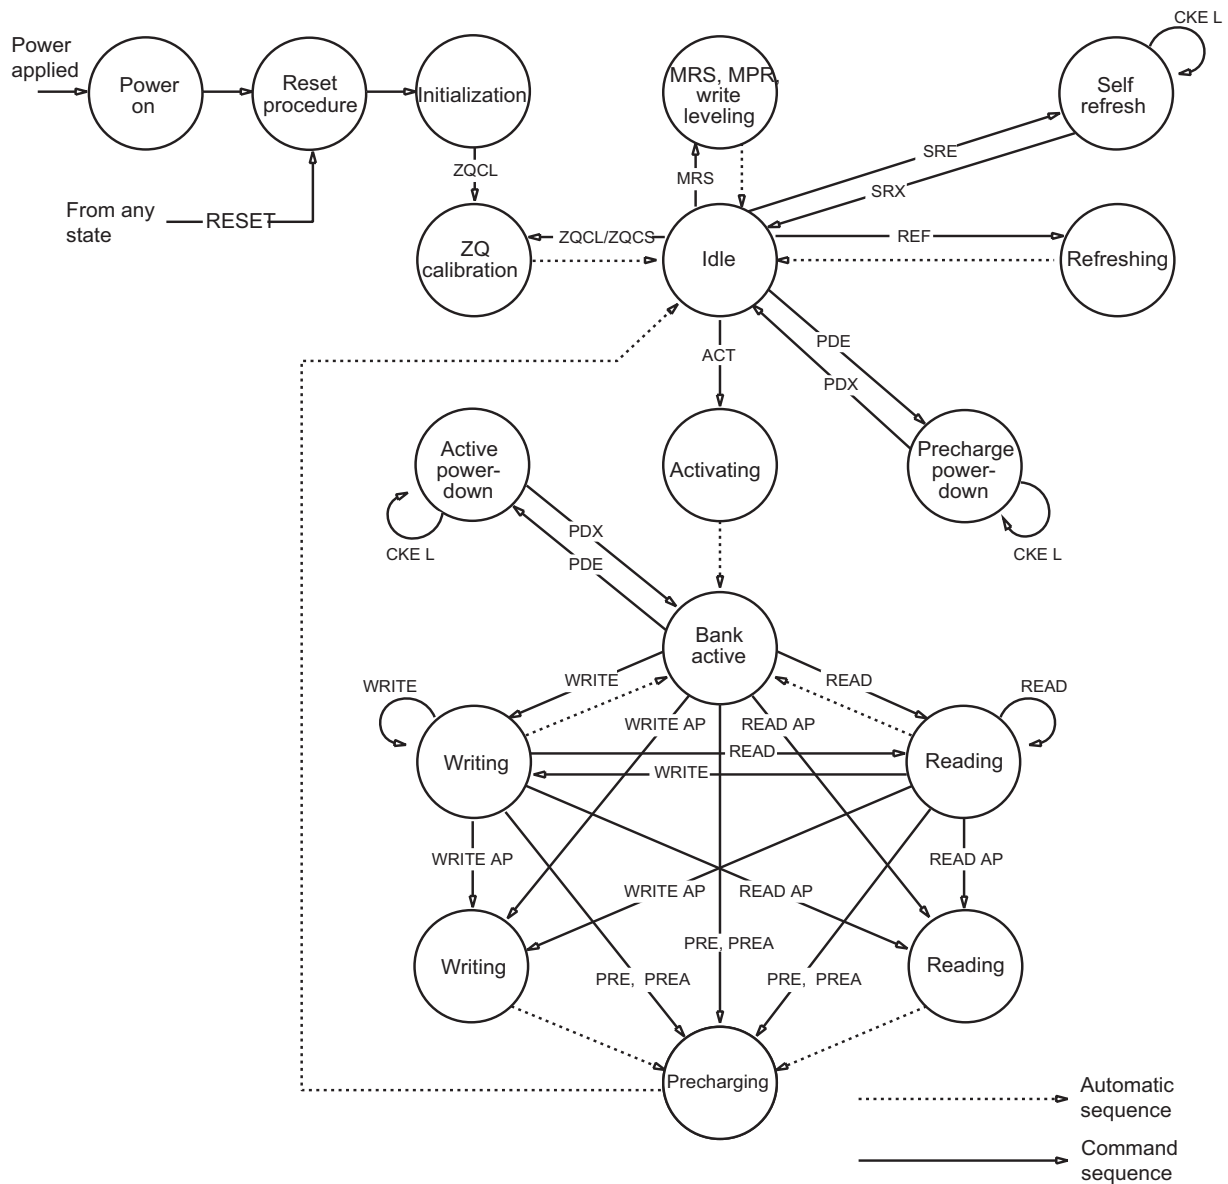 CKE L
Power
applied
Power
on
Reset
procedure
Initialization
MRS, MPR,
write
leveling
Self
refresh
ZQCL
MRS
SRE
SRX
From any
state
RESET
ZQ
calibration
ZQCL/ZQCS
Idle
REF
Refreshing
ACT
PDE
PDX
Active
power-
down
Activating
Precharge
power-
down
CKE L
PDX
PDE
CKE L
Bank
active
WRITE
WRITE
READ
READ
WRITE AP
READ AP
Writing
READ
WRITE
Reading
WRITE AP
READ AP
WRITE AP
READ AP
PRE, PREA
Writing
Reading
PRE, PREA
PRE, PREA
Precharging
Automatic
sequence
Command
sequence